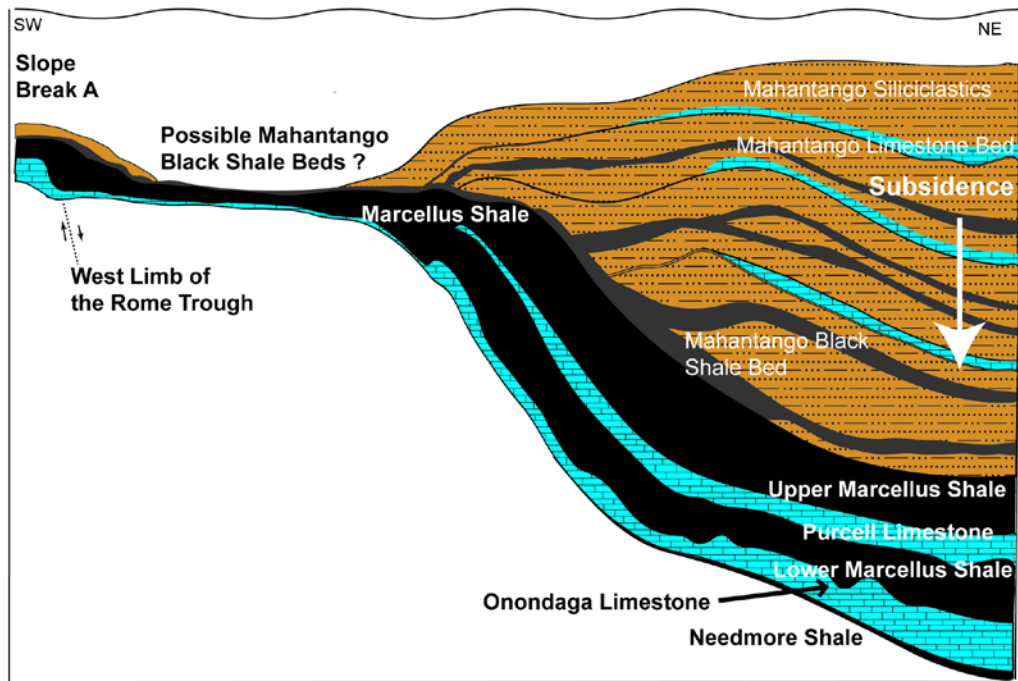 SW
NE
Slope
Break A
Mahantango Siliciclastics
Possible Mahantango
Black Shale Beds ?
Mahantango Limestone Bed
Subsidence
Marcellus Shale
West Limb of
the Rome Trough
Mahantango Black
Shale Bed
Upper Marcellus Shale
Purcell Limestone
Lower Marcellus Shale
Onondaga Limestone
Needmore Shale